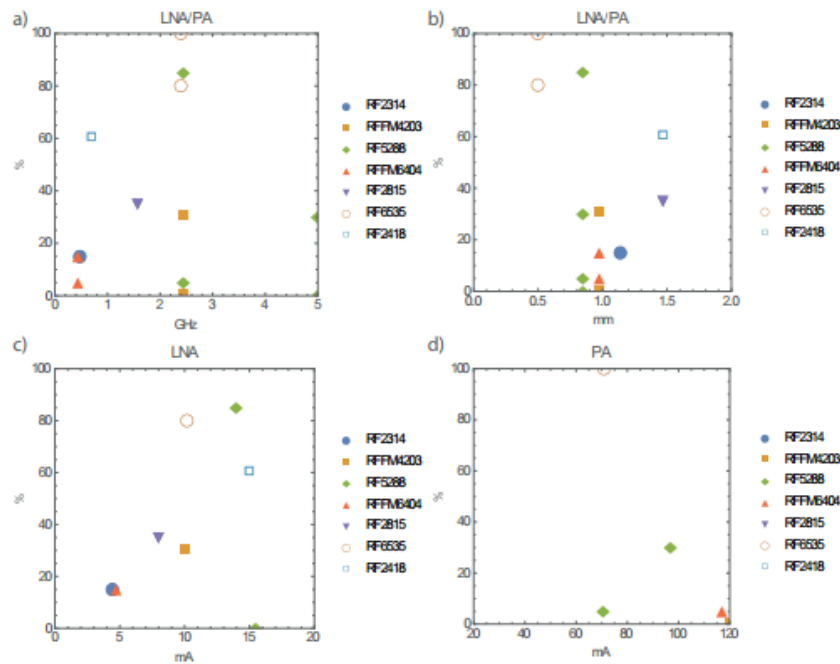 a) LNA/PA
100
80
60
40
20
0
%
0 1 2 3 4 5
GHz
RF2314
RFFM4203
RF5288
RFFM6404
RF2815
RF6535
RF2418
b) LNA/PA
100
80
60
40
20
0
%
0.0 0.5 1.0 1.5 2.0
mm
RF2314
RFFM4203
RF5288
RFFM6404
RF2815
RF6535
RF2418
c) LNA
100
80
60
40
20
0
%
0 5 10 15 20
mA
RF2314
RFFM4203
RF5288
RFFM6404
RF2815
RF6535
RF2418
d) PA
100
80
60
40
20
0
%
20 40 60 80 100 120
mA
RF2314
RFFM4203
RF5288
RFFM6404
RF2815
RF6535
RF2418